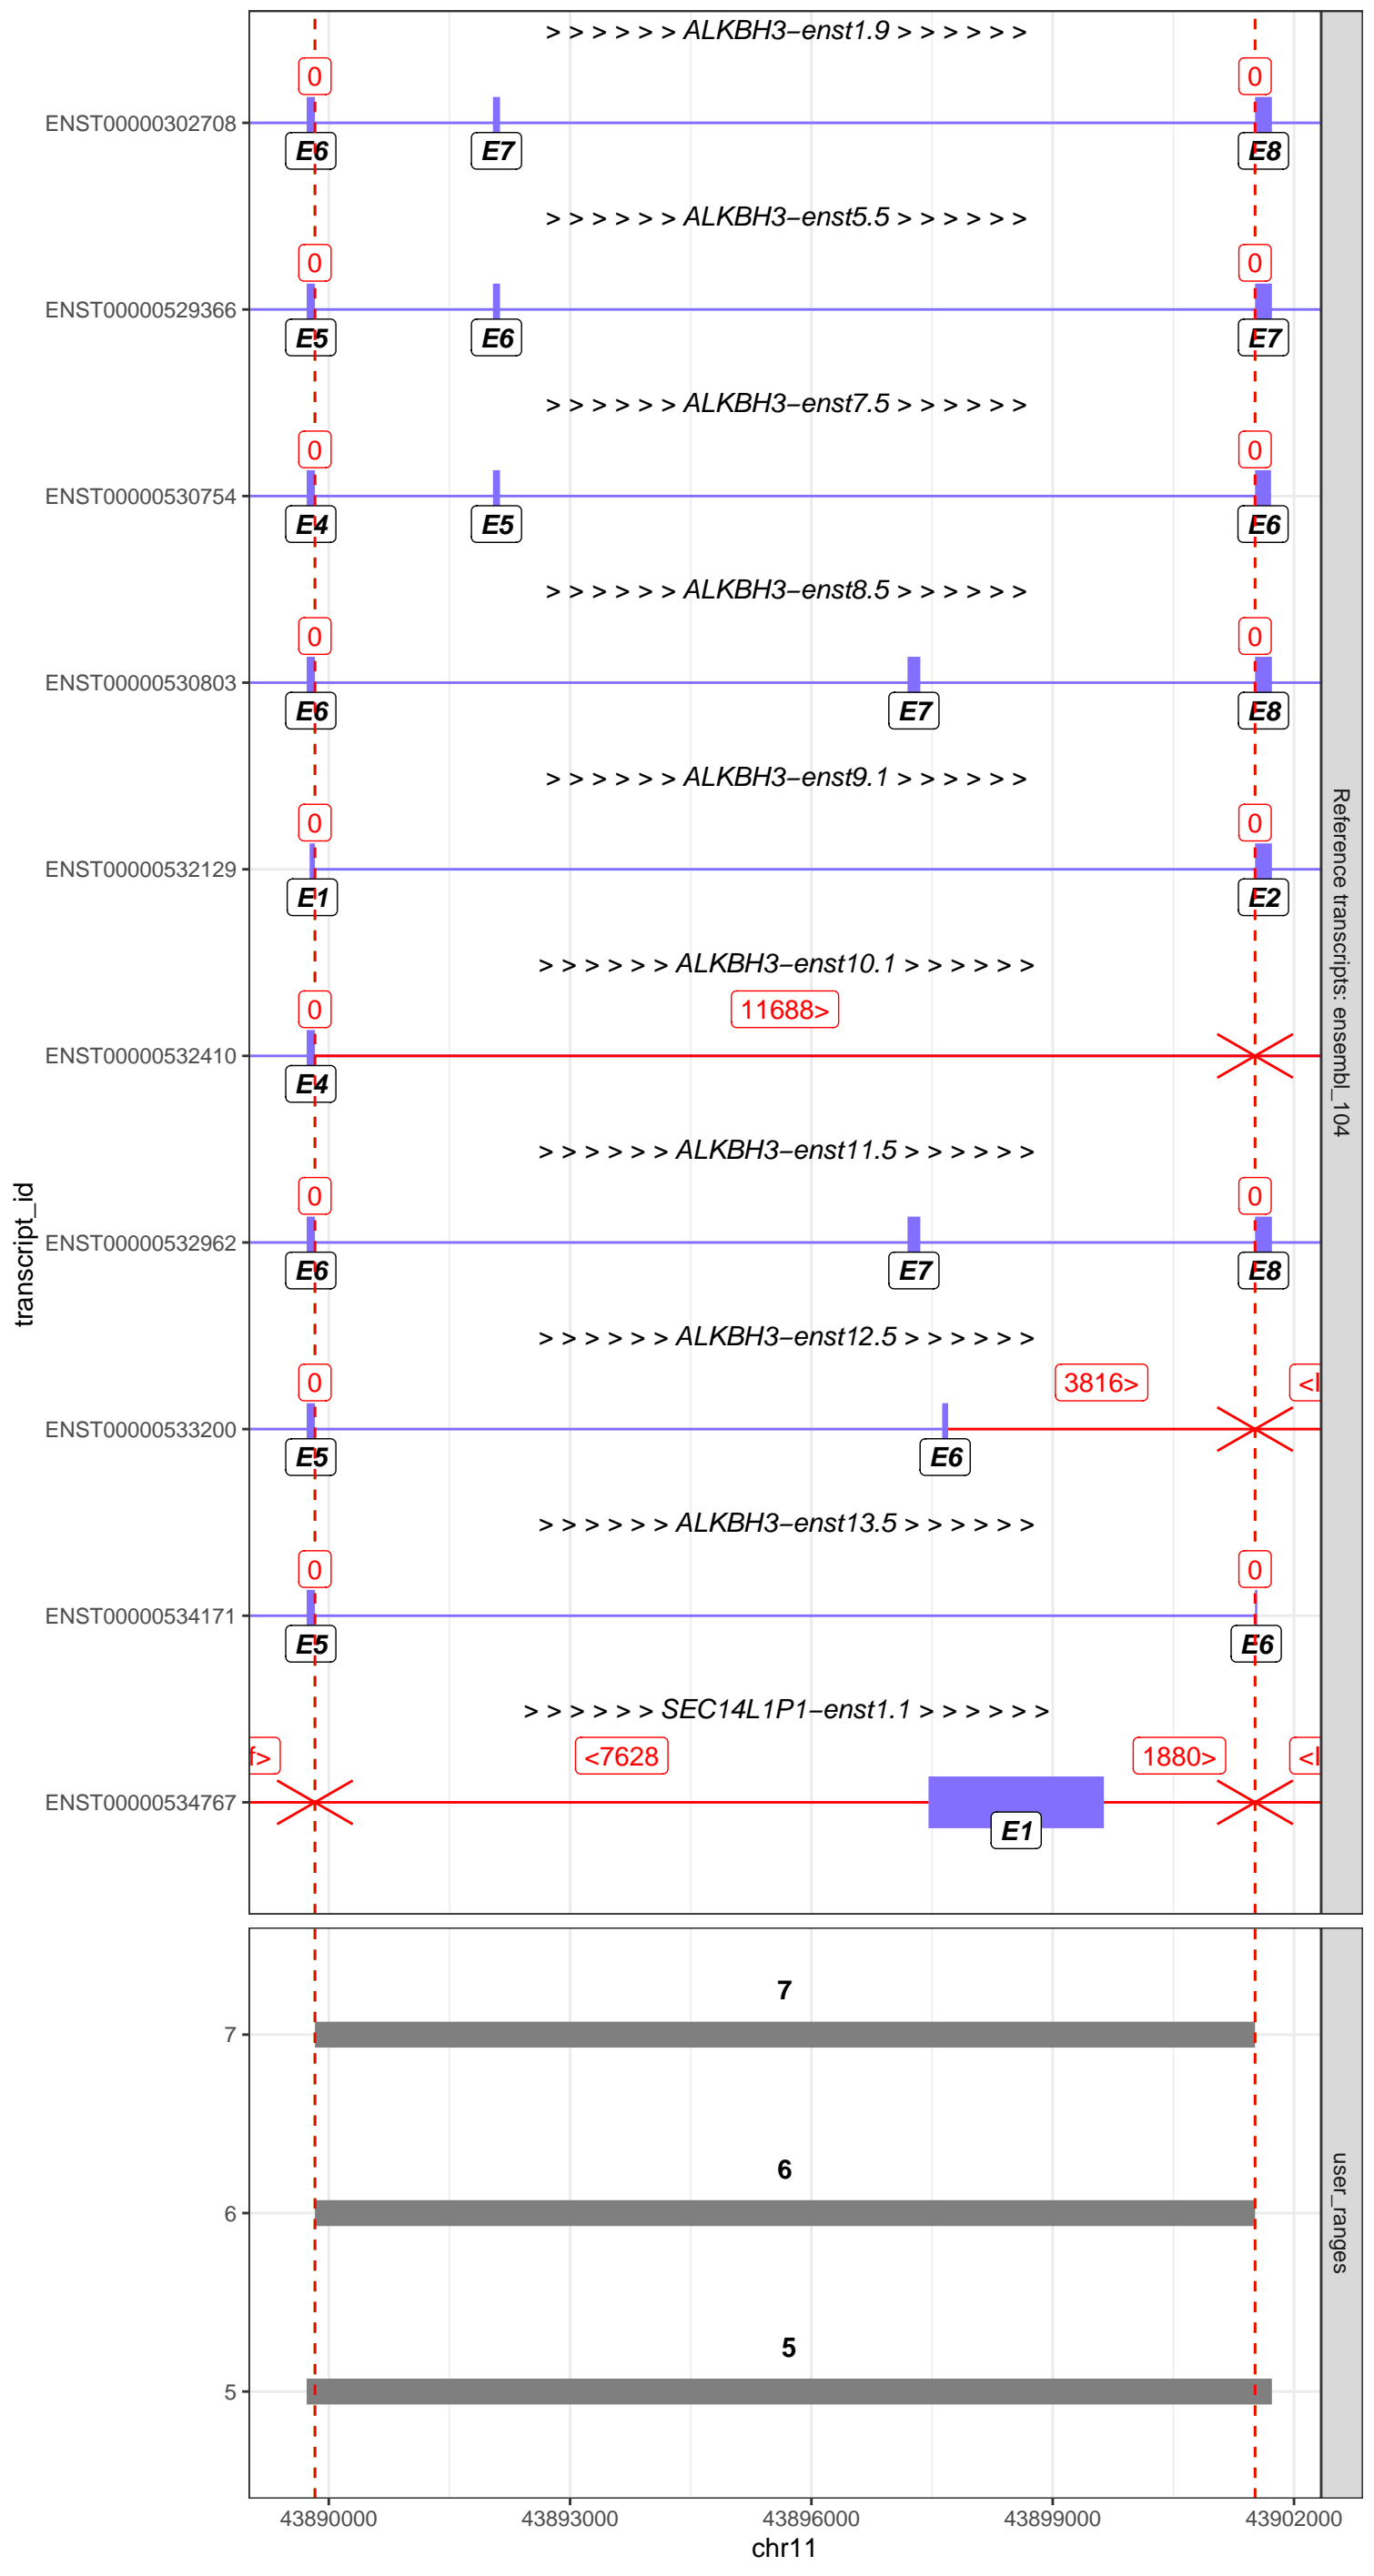 > > > > > > ALKBH3−enst1.9 > > > > > >
0 0
ENST00000302708
E6 E7 E8
> > > > > > ALKBH3−enst5.5 > > > > > >
0 0
ENST00000529366
E5 E6 E7
> > > > > > ALKBH3−enst7.5 > > > > > >
0 0
ENST00000530754
E4 E5 E6
> > > > > > ALKBH3−enst8.5 > > > > > >
0 0
ENST00000530803
E6 E7 E8
> > > > > > ALKBH3−enst9.1 > > > > > >
0 0
ENST00000532129
E1 E2
> > > > > > ALKBH3−enst10.1 > > > > > >
0 11688>
ENST00000532410
E4
> > > > > > ALKBH3−enst11.5 > > > > > >
0 0
ENST00000532962
E6 E7 E8
> > > > > > ALKBH3−enst12.5 > > > > > >
0 3816>
ENST00000533200
E5 E6
> > > > > > ALKBH3−enst13.5 > > > > > >
0 0
ENST00000534171
E5 E6
> > > > > > SEC14L1P1−enst1.1 > > > > > >
<7628 1880>
ENST00000534767
E1
Reference transcripts: ensembl_104
transcript_id
7
7
6
6
5
5
user_ranges
43890000 43893000 43896000 43899000 43902000
chr11